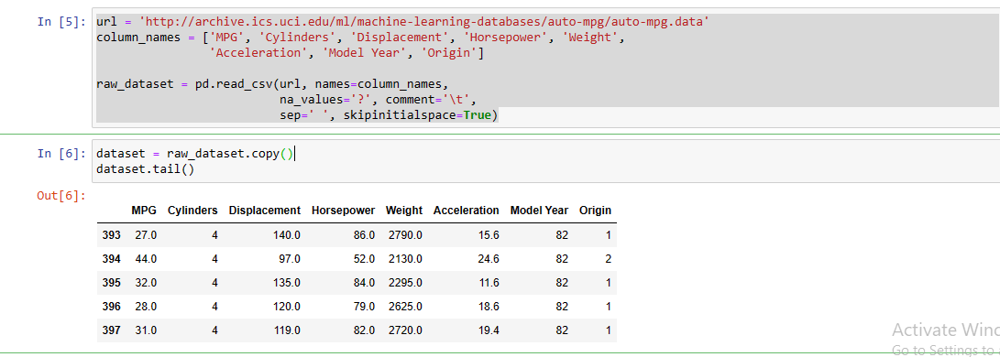 In [5]: url = 'http://archive.ics.uci.edu/ml/machine-learning-databases/auto-mpg/auto-mpg.data'
column_names = ['MPG', 'Cylinders', 'Displacement', 'Horsepower', 'Weight',
                'Acceleration', 'Model Year', 'Origin']
raw_dataset = pd.read_csv(url, names=column_names,
                          na_values='?', comment='\t',
                          sep=' ', skipinitialspace=True)
In [6]: dataset = raw_dataset.copy()
dataset.tail()
Out[6]:
MPG Cylinders Displacement Horsepower Weight Acceleration Model Year Origin
393 27.0 4 140.0 86.0 2790.0 15.6 82 1
394 44.0 4 97.0 52.0 2130.0 24.6 82 2
395 32.0 4 135.0 84.0 2295.0 11.6 82 1
396 28.0 4 120.0 79.0 2625.0 18.6 82 1
397 31.0 4 119.0 82.0 2720.0 19.4 82 1
Activate Winc
Go to Settings to